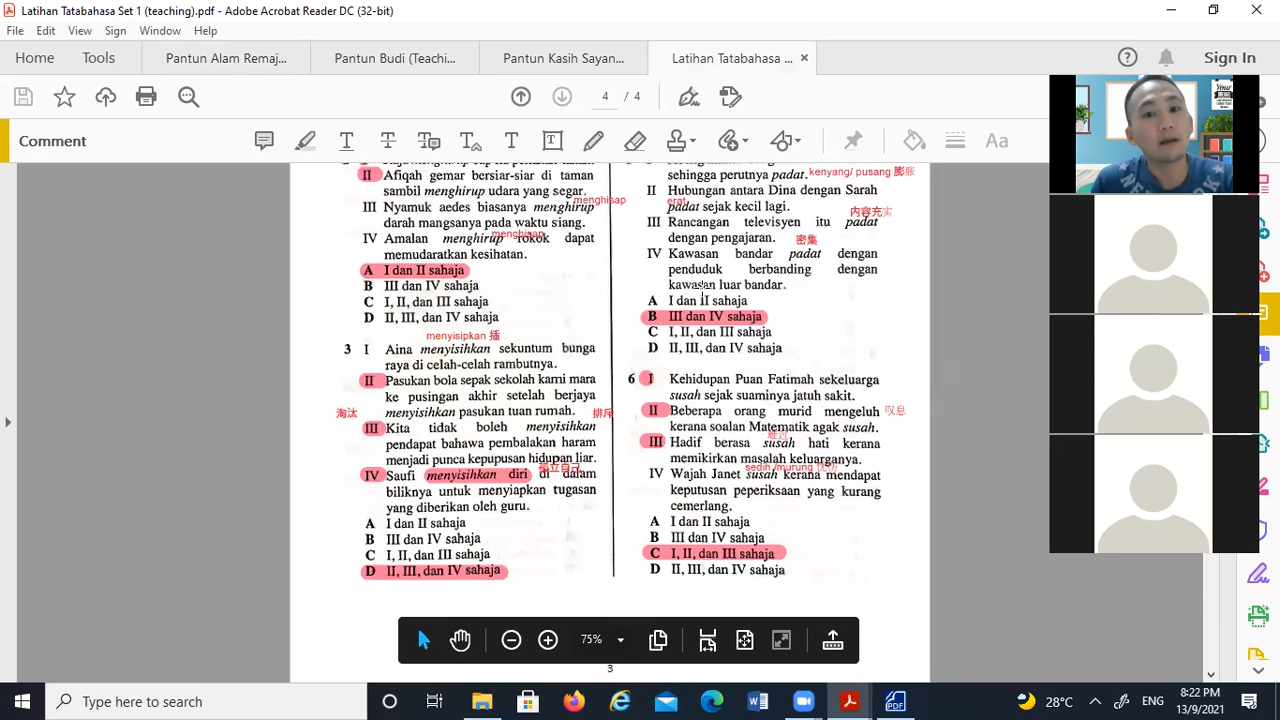 Latihan Tatabahasa Set 1 (teaching).pdf - Adobe Acrobat Reader DC (32-bit)
File Edit View Sign Window Help
Home Tools Pantun Alam Remaj... Pantun Budi (Teachi... Pantun Kasih Sayan... Latihan Tatabahasa ... Sign In
4 / 4
Comment
II Afiqah gemar bersiar-siar di taman
sambil menghirup udara yang segar.
menghisap
III Nyamuk aedes biasanya menghirup
darah mangsanya pada waktu siang.
menghisap
IV Amalan menghirup rokok dapat
memudaratkan kesihatan.
A I dan II sahaja
B III dan IV sahaja
C I, II, dan III sahaja
D II, III, dan IV sahaja
menyisipkan 插
3 I Aina menyisihkan sekuntum bunga
raya di celah-celah rambutnya.
II Pasukan bola sepak sekolah kami mara
ke pusingan akhir setelah berjaya
淘汰 menyisihkan pasukan tuan rumah.
排斥
III Kita tidak boleh menyisihkan
pendapat bahawa pembalakan haram
menjadi punca kepupusan hidupan liar.
孤立自己
IV Saufi menyisihkan diri di dalam
biliknya untuk menyiapkan tugasan
yang diberikan oleh guru.
A I dan II sahaja
B III dan IV sahaja
C I, II, dan III sahaja
D II, III, dan IV sahaja
sehingga perutnya padat. kenyang/ pusang 膨胀
II Hubungan antara Dina dengan Sarah
erat
padat sejak kecil lagi.
内容充实
III Rancangan televisyen itu padat
dengan pengajaran. 密集
IV Kawasan bandar padat dengan
penduduk berbanding dengan
kawasan luar bandar.
A I dan II sahaja
B III dan IV sahaja
C I, II, dan III sahaja
D II, III, dan IV sahaja
6 I Kehidupan Puan Fatimah sekeluarga
susah sejak suaminya jatuh sakit.
II Beberapa orang murid mengeluh 叹息
kerana soalan Matematik agak susah.
难过
III Hadif berasa susah hati kerana
memikirkan masalah keluarganya.
sedih /murung
IV Wajah Janet susah kerana mendapat
keputusan peperiksaan yang kurang
cemerlang.
A I dan II sahaja
B III dan IV sahaja
C I, II, dan III sahaja
D II, III, dan IV sahaja
75%
3
Type here to search
28°C ENG
8:22 PM
13/9/2021